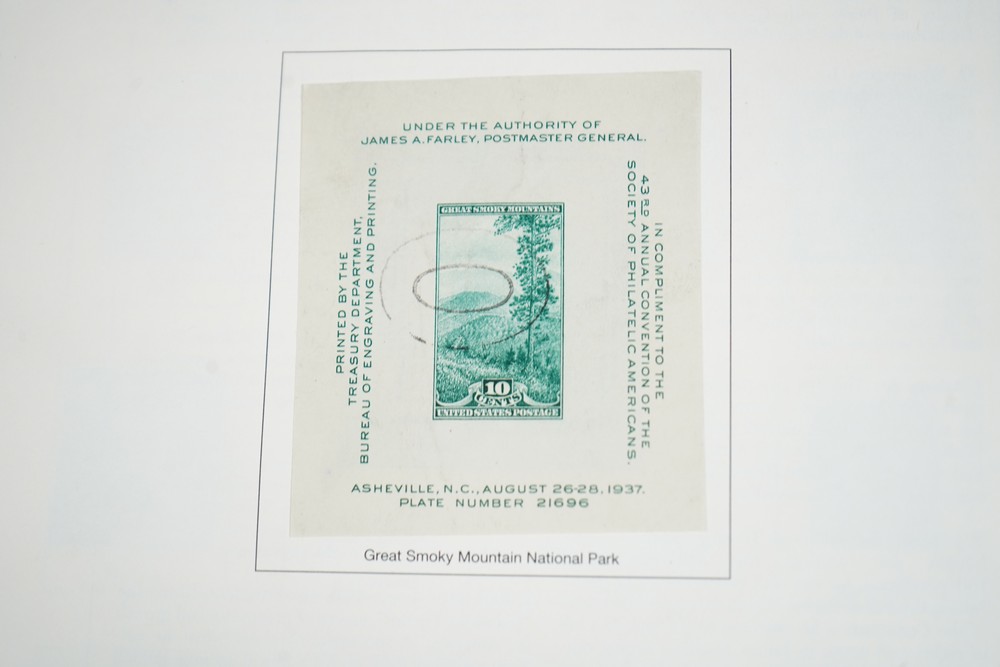 UNDER THE AUTHORITY OF
JAMES A. FARLEY, POSTMASTER GENERAL.
PRINTED BY THE
TREASURY DEPARTMENT,
BUREAU OF ENGRAVING AND PRINTING.
GREAT SMOKY MOUNTAINS
10
CENTS
UNITED STATES POSTAGE
IN COMPLIMENT TO THE
43RD ANNUAL CONVENTION OF THE
SOCIETY OF PHILATELIC AMERICANS.
ASHEVILLE, N.C., AUGUST 26-28, 1937.
PLATE NUMBER 21696
Great Smoky Mountain National Park